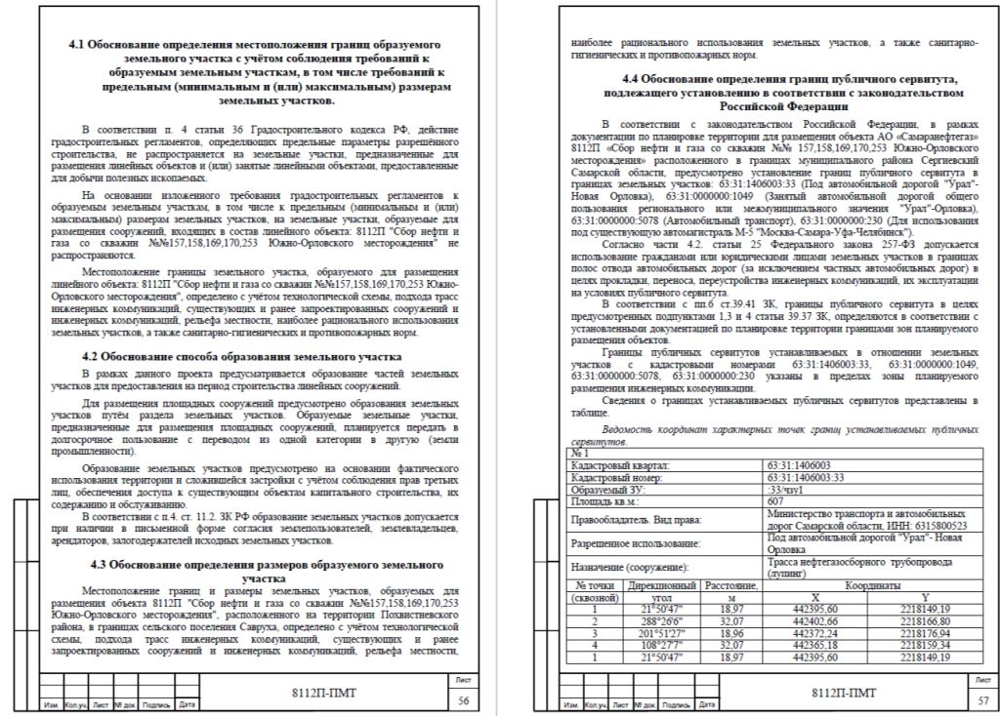 4.1 Обоснование определения местоположения границ образуемого
земельного участка с учётом соблюдения требований к
образуемым земельным участкам, в том числе требований к
предельным (минимальным и (или) максимальным) размерам
земельных участков.
В соответствии п. 4 статьи 36 Градостроительного кодекса РФ, действие
градостроительных регламентов, определяющих предельные параметры разрешённого
строительства, не распространяется на земельные участки, предназначенные для
размещения линейных объектов и (или) занятые линейными объектами, предоставленные
для добычи полезных ископаемых.
На основании изложенного требования градостроительных регламентов к
образуемым земельным участкам, в том числе к предельным (минимальным и (или)
максимальным) размерам земельных участков, на земельные участки, образуемые для
размещения сооружений, входящих в состав линейного объекта: 8112П "Сбор нефти и
газа со скважин №№157,158,169,170,253 Южно-Орловского месторождения" не
распространяются.
Местоположение границы земельного участка, образуемого для размещения
линейного объекта: 8112П "Сбор нефти и газа со скважин №№157,158,169,170,253 Южно-
Орловского месторождения", определено с учётом технологической схемы, подхода трасс
инженерных коммуникаций, существующих и ранее запроектированных сооружений и
инженерных коммуникаций, рельефа местности, наиболее рационального использования
земельных участков, а также санитарно-гигиенических и противопожарных норм.
4.2 Обоснование способа образования земельного участка
В рамках данного проекта предусматривается образование частей земельных
участков для предоставления на период строительства линейных сооружений.
Для размещения площадных сооружений предусмотрено образования земельных
участков путём раздела земельных участков. Образуемые земельные участки,
предназначенные для размещения площадных сооружений, планируется передать в
долгосрочное пользование с переводом из одной категории в другую (земли
промышленности).
Образование земельных участков предусмотрено на основании фактического
использования территории и сложившейся застройки с учётом соблюдения прав третьих
лиц, обеспечения доступа к существующим объектам капитального строительства, их
содержанию и обслуживанию.
В соответствии с п.4. ст. 11.2. ЗК РФ образование земельных участков допускается
при наличии в письменной форме согласия землепользователей, землевладельцев,
арендаторов, залогодержателей исходных земельных участков.
4.3 Обоснование определения размеров образуемого земельного
участка
Местоположение границ и размеры земельных участков, образуемых для
размещения объекта 8112П "Сбор нефти и газа со скважин №№157,158,169,170,253
Южно-Орловского месторождения", расположенного на территории Похвистневского
района, в границах сельского поселения Савруха, определено с учётом технологической
схемы, подхода трасс инженерных коммуникаций, существующих и ранее
запроектированных сооружений и инженерных коммуникаций, рельефа местности,
Изм. Кол.уч. Лист № док. Подпись Дата
8112П-ПМТ
Лист
56
наиболее рационального использования земельных участков, а также санитарно-
гигиенических и противопожарных норм.
4.4 Обоснование определения границ публичного сервитута,
подлежащего установлению в соответствии с законодательством
Российской Федерации
В соответствии с законодательством Российской Федерации, в рамках
документации по планировке территории для размещения объекта АО «Самаранефтегаз»
8112П «Сбор нефти и газа со скважин №№ 157,158,169,170,253 Южно-Орловского
месторождения» расположенного в границах муниципального района Сергиевский
Самарской области, предусмотрено установление границ публичного сервитута в
границах земельных участков: 63:31:1406003:33 (Под автомобильной дорогой "Урал"-
Новая Орловка), 63:31:0000000:1049 (Занятый автомобильной дорогой общего
пользования регионального или межмуниципального значения "Урал"-Орловка),
63:31:0000000:5078 (Автомобильный транспорт), 63:31:0000000:230 (Для использования
под существующую автомагистраль М-5 "Москва-Самара-Уфа-Челябинск").
Согласно части 4.2. статьи 25 Федерального закона 257-ФЗ допускается
использование гражданами или юридическими лицами земельных участков в границах
полос отвода автомобильных дорог (за исключением частных автомобильных дорог) в
целях прокладки, переноса, переустройства инженерных коммуникаций, их эксплуатации
на условиях публичного сервитута.
В соответствии с пп.6 ст.39.41 ЗК, границы публичного сервитута в целях
предусмотренных подпунктами 1,3 и 4 статьи 39.37 ЗК, определяются в соответствии с
установленными документацией по планировке территории границами зон планируемого
размещения объектов.
Границы публичных сервитутов устанавливаемых в отношении земельных
участков с кадастровыми номерами 63:31:1406003:33, 63:31:0000000:1049,
63:31:0000000:5078, 63:31:0000000:230 указаны в пределах зоны планируемого
размещения инженерных коммуникации.
Сведения о границах устанавливаемых публичных сервитутов представлены в
таблице.
Ведомость координат характерных точек границ устанавливаемых публичных
сервитутов.
№ 1
Кадастровый квартал: 63:31:1406003
Кадастровый номер: 63:31:1406003:33
Образуемый ЗУ: :33/чзу1
Площадь кв.м.: 607
Правообладатель. Вид права: Министерство транспорта и автомобильных
дорог Самарской области, ИНН: 6315800523
Разрешенное использование: Под автомобильной дорогой "Урал"- Новая
Орловка
Назначение (сооружение): Трасса нефтегазосборного трубопровода
(лупинг)
№ точки Дирекционный Расстояние, Координаты
(сквозной) угол м X Y
1 21°50'47" 18,97 442395,60 2218149,19
2 288°26'6" 32,07 442402,66 2218166,80
3 201°51'27" 18,96 442372,24 2218176,94
4 108°27'7" 32,07 442365,18 2218159,34
1 21°50'47" 18,97 442395,60 2218149,19
Изм. Кол.уч. Лист № док. Подпись Дата
8112П-ПМТ
Лист
57